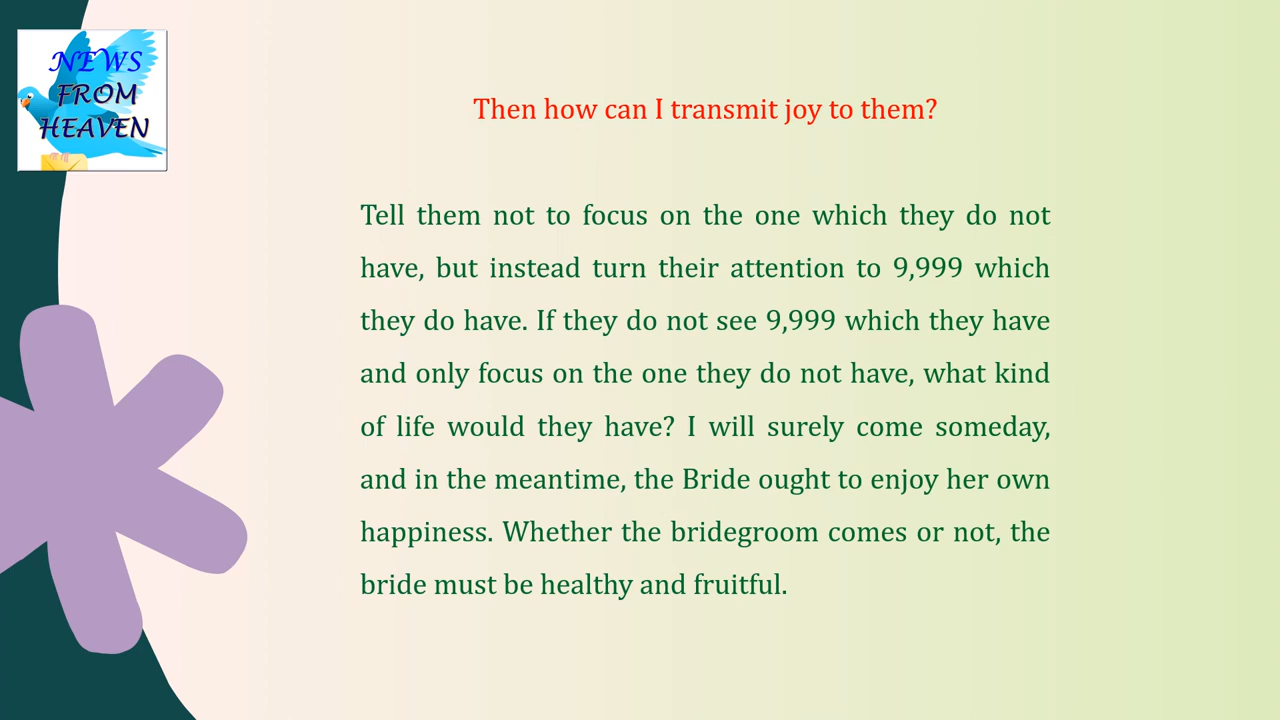 NEWS
FROM
HEAVEN
Then how can I transmit joy to them?
Tell them not to focus on the one which they do not
have, but instead turn their attention to 9,999 which
they do have. If they do not see 9,999 which they have
and only focus on the one they do not have, what kind
of life would they have? I will surely come someday,
and in the meantime, the Bride ought to enjoy her own
happiness. Whether the bridegroom comes or not, the
bride must be healthy and fruitful.